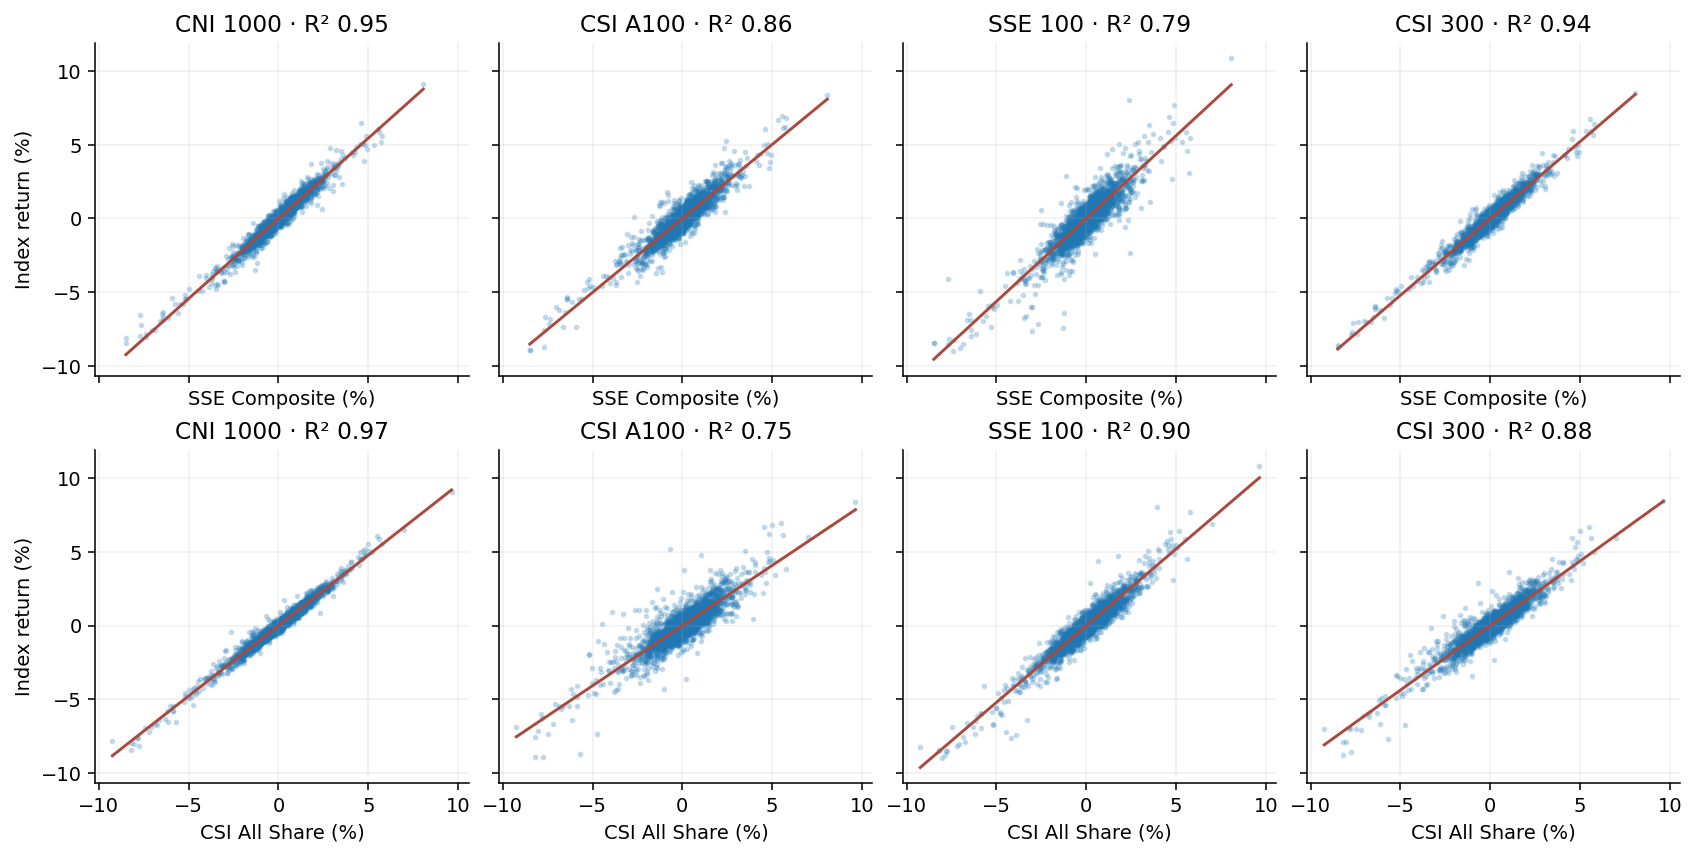 CNI 1000 · R² 0.95
CSI A100 · R² 0.86
SSE 100 · R² 0.79
CSI 300 · R² 0.94
Index return (%)
10
5
0
−5
−10
SSE Composite (%)
SSE Composite (%)
SSE Composite (%)
SSE Composite (%)
CNI 1000 · R² 0.97
CSI A100 · R² 0.75
SSE 100 · R² 0.90
CSI 300 · R² 0.88
Index return (%)
10
5
0
−5
−10
−10 −5 0 5 10
−10 −5 0 5 10
−10 −5 0 5 10
−10 −5 0 5 10
CSI All Share (%)
CSI All Share (%)
CSI All Share (%)
CSI All Share (%)